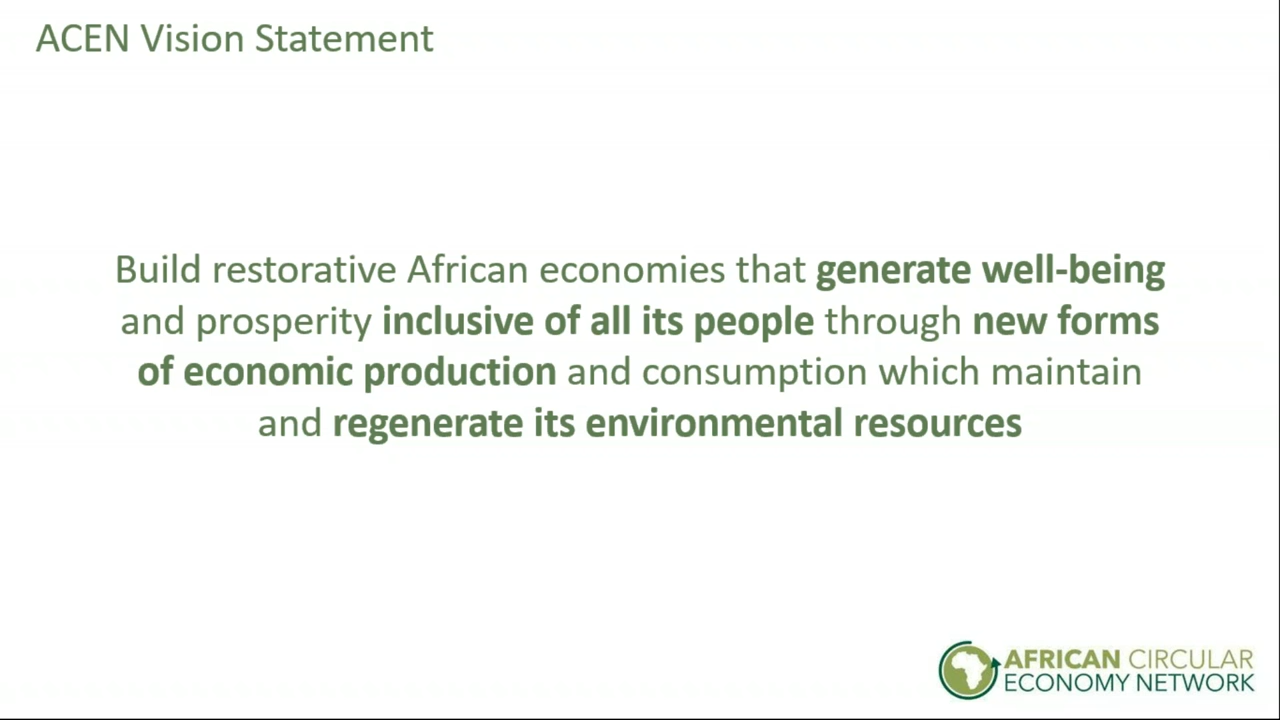 ACEN Vision Statement
Build restorative African economies that generate well-being
and prosperity inclusive of all its people through new forms
of economic production and consumption which maintain
and regenerate its environmental resources
AFRICAN CIRCULAR
ECONOMY NETWORK